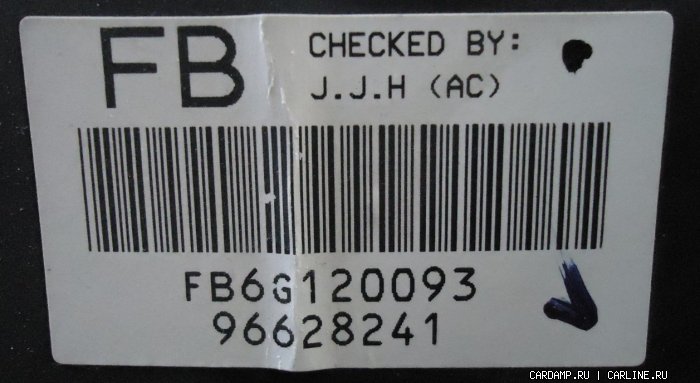 FB
CHECKED BY:
J.J.H (AC)
FB6G120093
96628241
CARDAMP.RU | CARLINE.RU